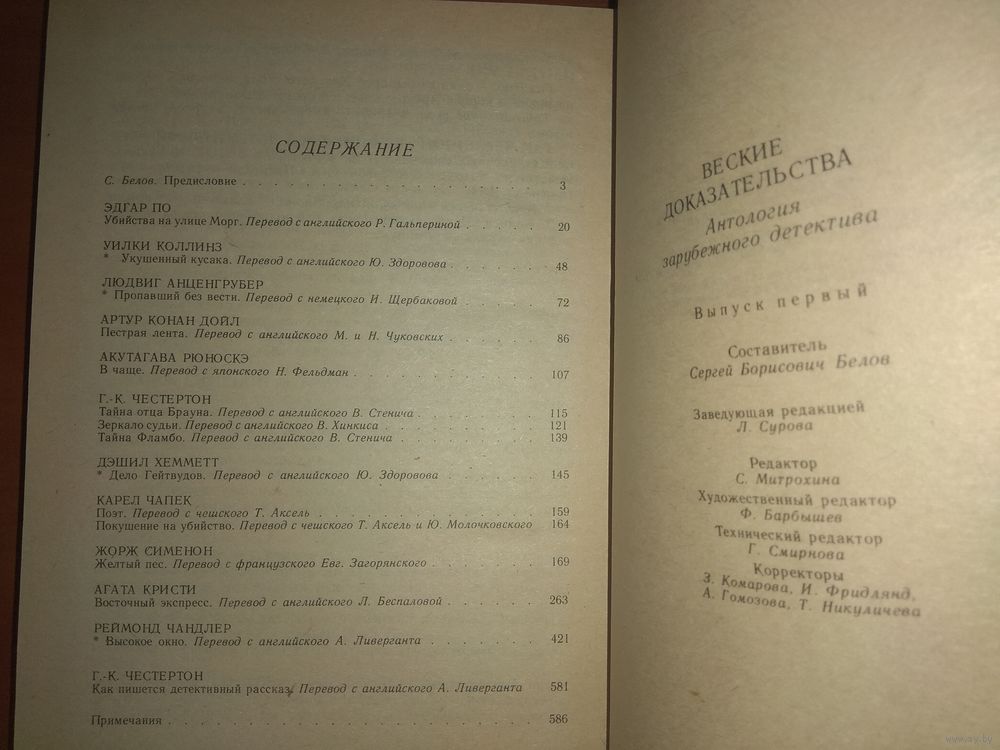 СОДЕРЖАНИЕ
С. Белов. Предисловие . . . . . . . . . . . . . . . . . . 3
ЭДГАР ПО
Убийства на улице Морг. Перевод с английского Р. Гальпериной . . . . . 20
УИЛКИ КОЛЛИНЗ
* Укушенный кусака. Перевод с английского Ю. Здоровова . . . . . . 48
ЛЮДВИГ АНЦЕНГРУБЕР
* Пропавший без вести. Перевод с немецкого И. Щербаковой . . . . . 72
АРТУР КОНАН ДОЙЛ
Пестрая лента. Перевод с английского М. и Н. Чуковских . . . . . . 86
АКУТАГАВА РЮНОСКЭ
В чаще. Перевод с японского Н. Фельдман . . . . . . . . . . 107
Г.-К. ЧЕСТЕРТОН
Тайна отца Брауна. Перевод с английского В. Стенича . . . . . . . 115
Зеркало судьи. Перевод с английского В. Хинкиса . . . . . . . . 121
Тайна Фламбо. Перевод с английского В. Стенича . . . . . . . . 139
ДЭШИЛ ХЕММЕТТ
* Дело Гейтвудов. Перевод с английского Ю. Здоровова . . . . . . 145
КАРЕЛ ЧАПЕК
Поэт. Перевод с чешского Т. Аксель . . . . . . . . . . . . 159
Покушение на убийство. Перевод с чешского Т. Аксель и Ю. Молочковского 164
ЖОРЖ СИМЕНОН
Желтый пес. Перевод с французского Евг. Загорянского . . . . . . . 169
АГАТА КРИСТИ
Восточный экспресс. Перевод с английского Л. Беспаловой . . . . . . 263
РЕЙМОНД ЧАНДЛЕР
* Высокое окно. Перевод с английского А. Ливерганта . . . . . . . 421
Г.-К. ЧЕСТЕРТОН
Как пишется детективный рассказ. Перевод с английского А. Ливерганта 581
Примечания . . . . . . . . . . . . . . . . . . . . . 586
ВЕСКИЕ
ДОКАЗАТЕЛЬСТВА
Антология
зарубежного детектива
Выпуск первый
Составитель
Сергей Борисович Белов
Заведующая редакцией
Л. Сурова
Редактор
С. Митрохина
Художественный редактор
Ф. Барбышев
Технический редактор
Г. Смирнова
Корректоры
З. Комарова, И. Фридлянд,
А. Гомозова, Т. Никуличева
www.ay.by